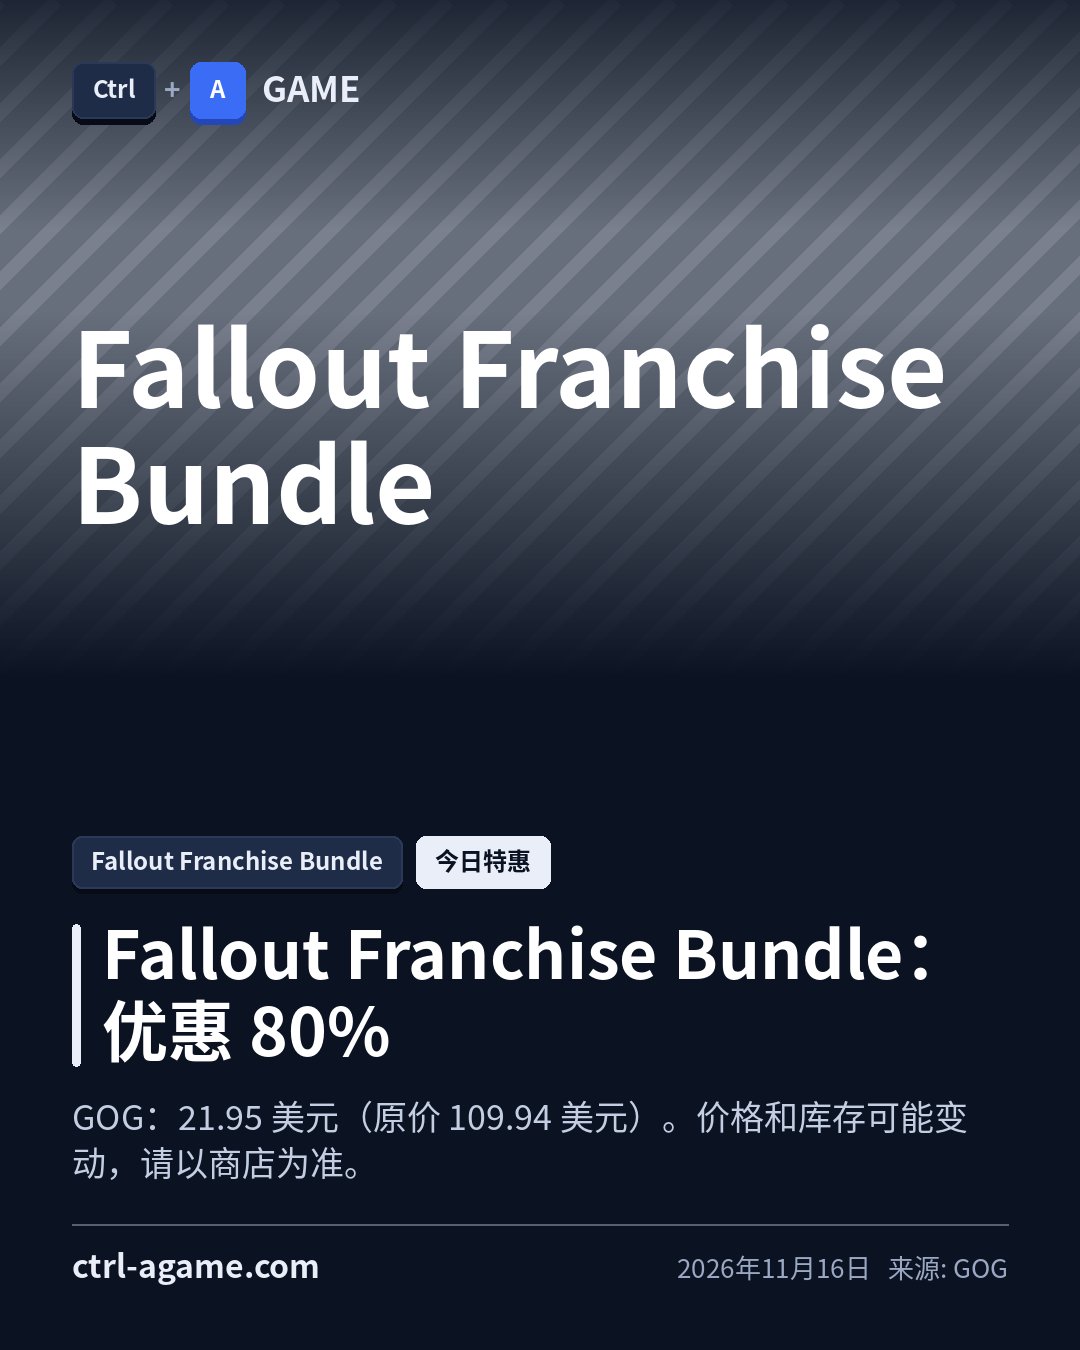 Ctrl + A GAME
Fallout Franchise
Bundle
Fallout Franchise Bundle 今日特惠
Fallout Franchise Bundle：
优惠 80%
GOG：21.95 美元（原价 109.94 美元）。价格和库存可能变
动，请以商店为准。
ctrl-agame.com 2026年11月16日 来源: GOG